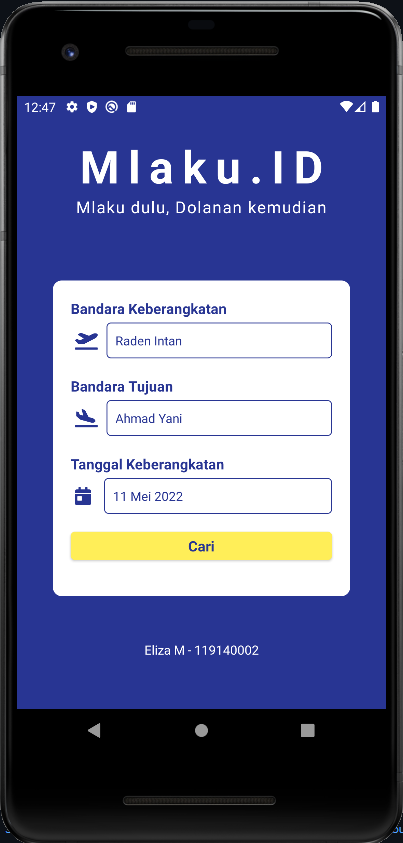 12:47
Mlaku.ID
Mlaku dulu, Dolanan kemudian
Bandara Keberangkatan
Raden Intan
Bandara Tujuan
Ahmad Yani
Tanggal Keberangkatan
11 Mei 2022
Cari
Eliza M - 119140002